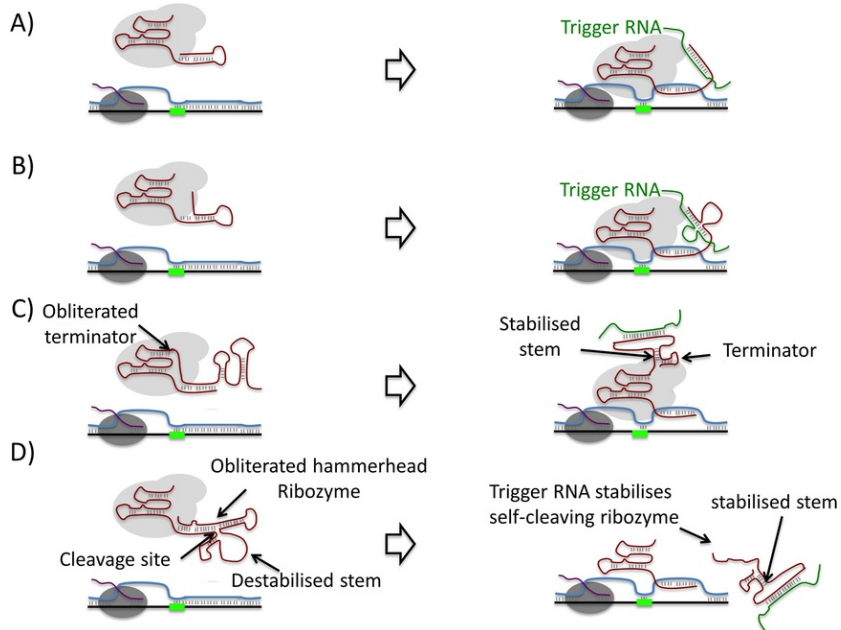 A)
Trigger RNA
B)
Trigger RNA
C)
Obliterated
terminator
Stabilised
stem
Terminator
D)
Obliterated hammerhead
Ribozyme
Cleavage site
Destabilised stem
Trigger RNA stabilises
self-cleaving ribozyme
stabilised stem